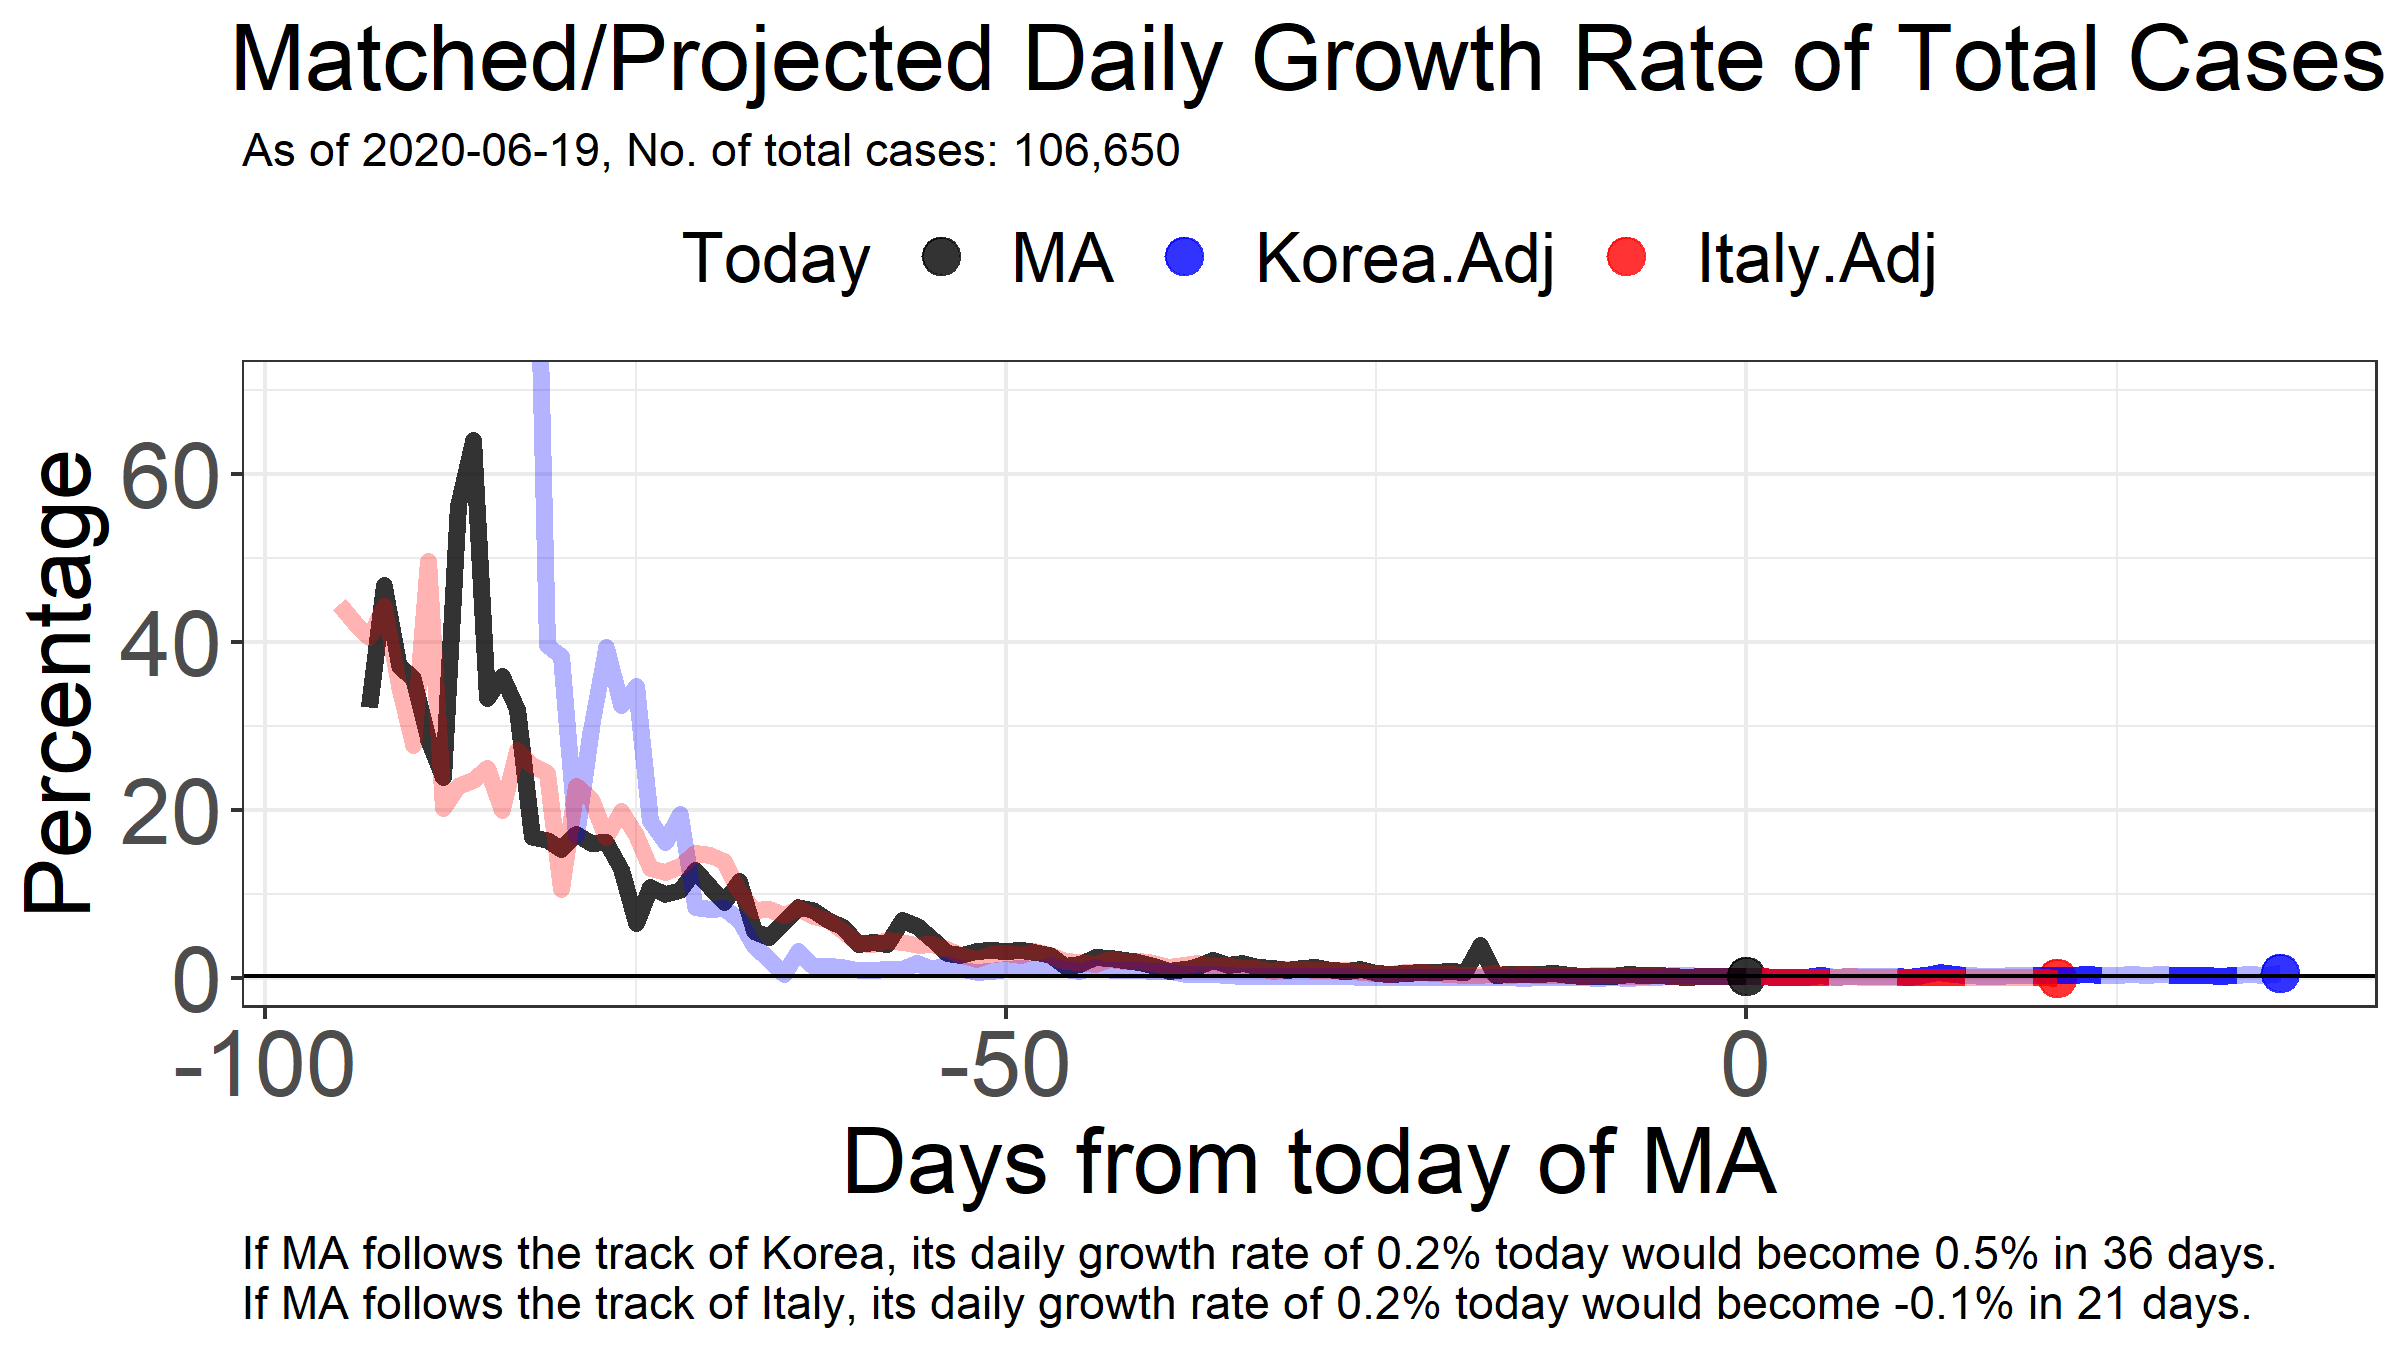 Matched/Projected Daily Growth Rate of Total Cases
As of 2020-06-19, No. of total cases: 106,650
Today MA Korea.Adj Italy.Adj
Percentage
60
40
20
0
-100 -50 0
Days from today of MA
If MA follows the track of Korea, its daily growth rate of 0.2% today would become 0.5% in 36 days.
If MA follows the track of Italy, its daily growth rate of 0.2% today would become -0.1% in 21 days.